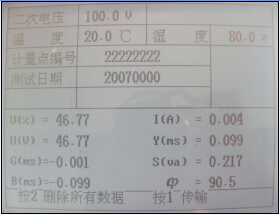 二次电压 100.0 V
温 度 20.0 ℃ 湿 度 80.0 %
计量点编号 22222222
测试日期 20070000
U(%) = 46.77 I(A) = 0.004
U(V) = 46.77 Y(ms) = 0.099
G(ms)=-0.001 S(va) = 0.217
B(ms)=-0.099 φ = 90.5
按2 删除所有数据 按1 传输